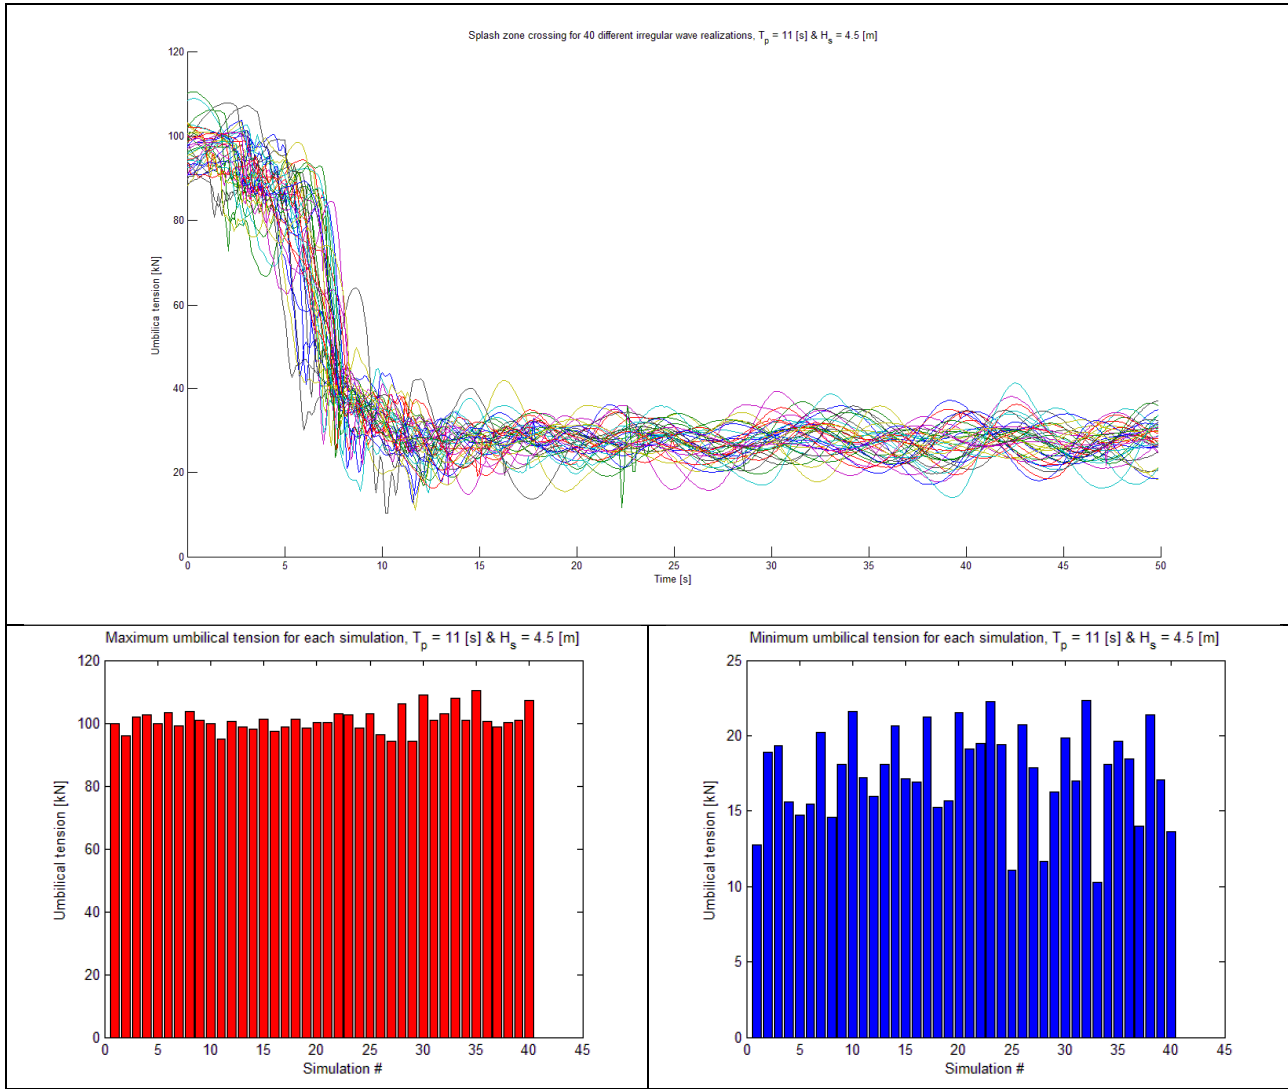 Splash zone crossing for 40 different irregular wave realizations, Tp = 11 [s] & Hs = 4.5 [m]
120
100
80
60
40
20
0
Umbilica tension [kN]
0 5 10 15 20 25 30 35 40 45 50
Time [s]
Maximum umbilical tension for each simulation, Tp = 11 [s] & Hs = 4.5 [m]
120
100
80
60
40
20
0
Umbilical tension [kN]
0 5 10 15 20 25 30 35 40 45
Simulation #
Minimum umbilical tension for each simulation, Tp = 11 [s] & Hs = 4.5 [m]
25
20
15
10
5
0
Umbilical tension [kN]
0 5 10 15 20 25 30 35 40 45
Simulation #